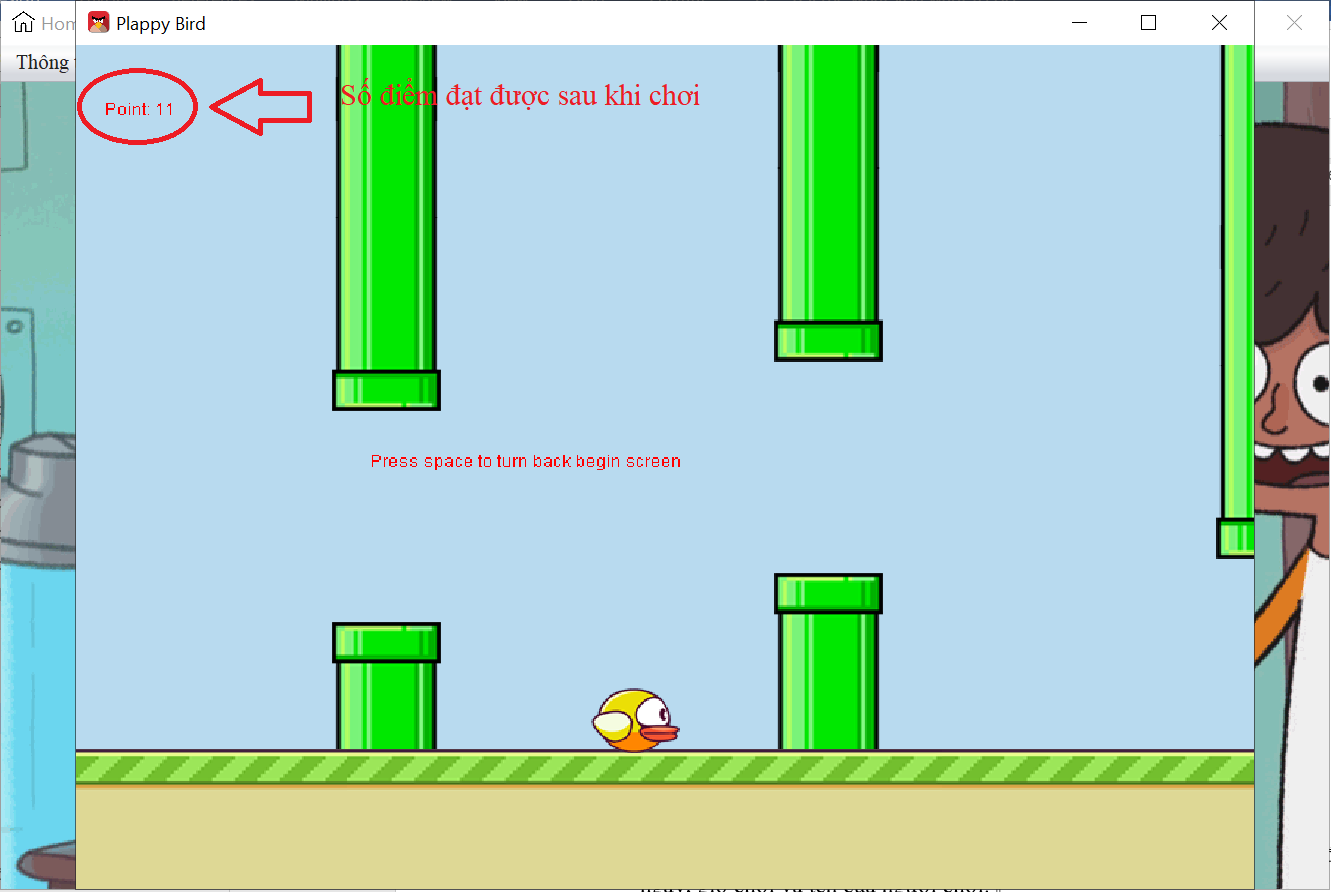 Hom
Plappy Bird
Thông
Point: 11
Số điểm đạt được sau khi chơi
Press space to turn back begin screen